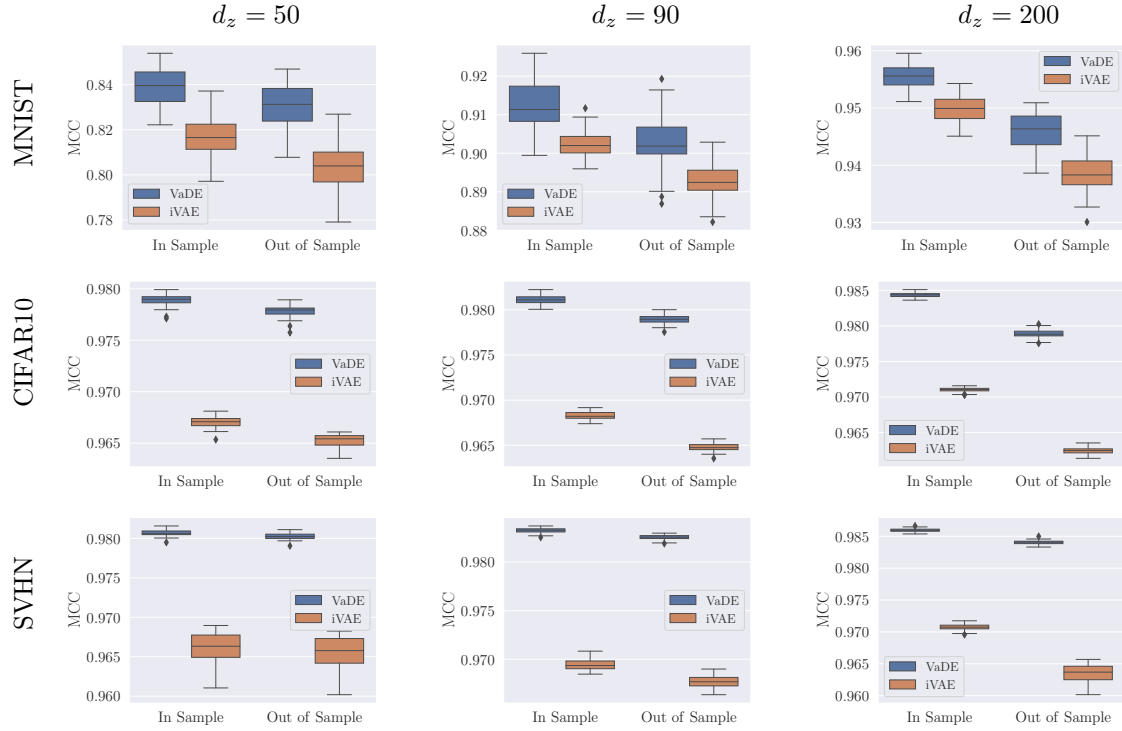 d_z = 50
d_z = 90
d_z = 200
MNIST
MCC
0.84
0.82
0.80
0.78
VaDE
iVAE
In Sample
Out of Sample
MCC
0.92
0.91
0.90
0.89
0.88
VaDE
iVAE
In Sample
Out of Sample
MCC
0.96
0.95
0.94
0.93
VaDE
iVAE
In Sample
Out of Sample
CIFAR10
MCC
0.980
0.975
0.970
0.965
VaDE
iVAE
In Sample
Out of Sample
MCC
0.980
0.975
0.970
0.965
VaDE
iVAE
In Sample
Out of Sample
MCC
0.985
0.980
0.975
0.970
0.965
VaDE
iVAE
In Sample
Out of Sample
SVHN
MCC
0.980
0.975
0.970
0.965
0.960
VaDE
iVAE
In Sample
Out of Sample
MCC
0.980
0.975
0.970
VaDE
iVAE
In Sample
Out of Sample
MCC
0.985
0.980
0.975
0.970
0.965
0.960
VaDE
iVAE
In Sample
Out of Sample